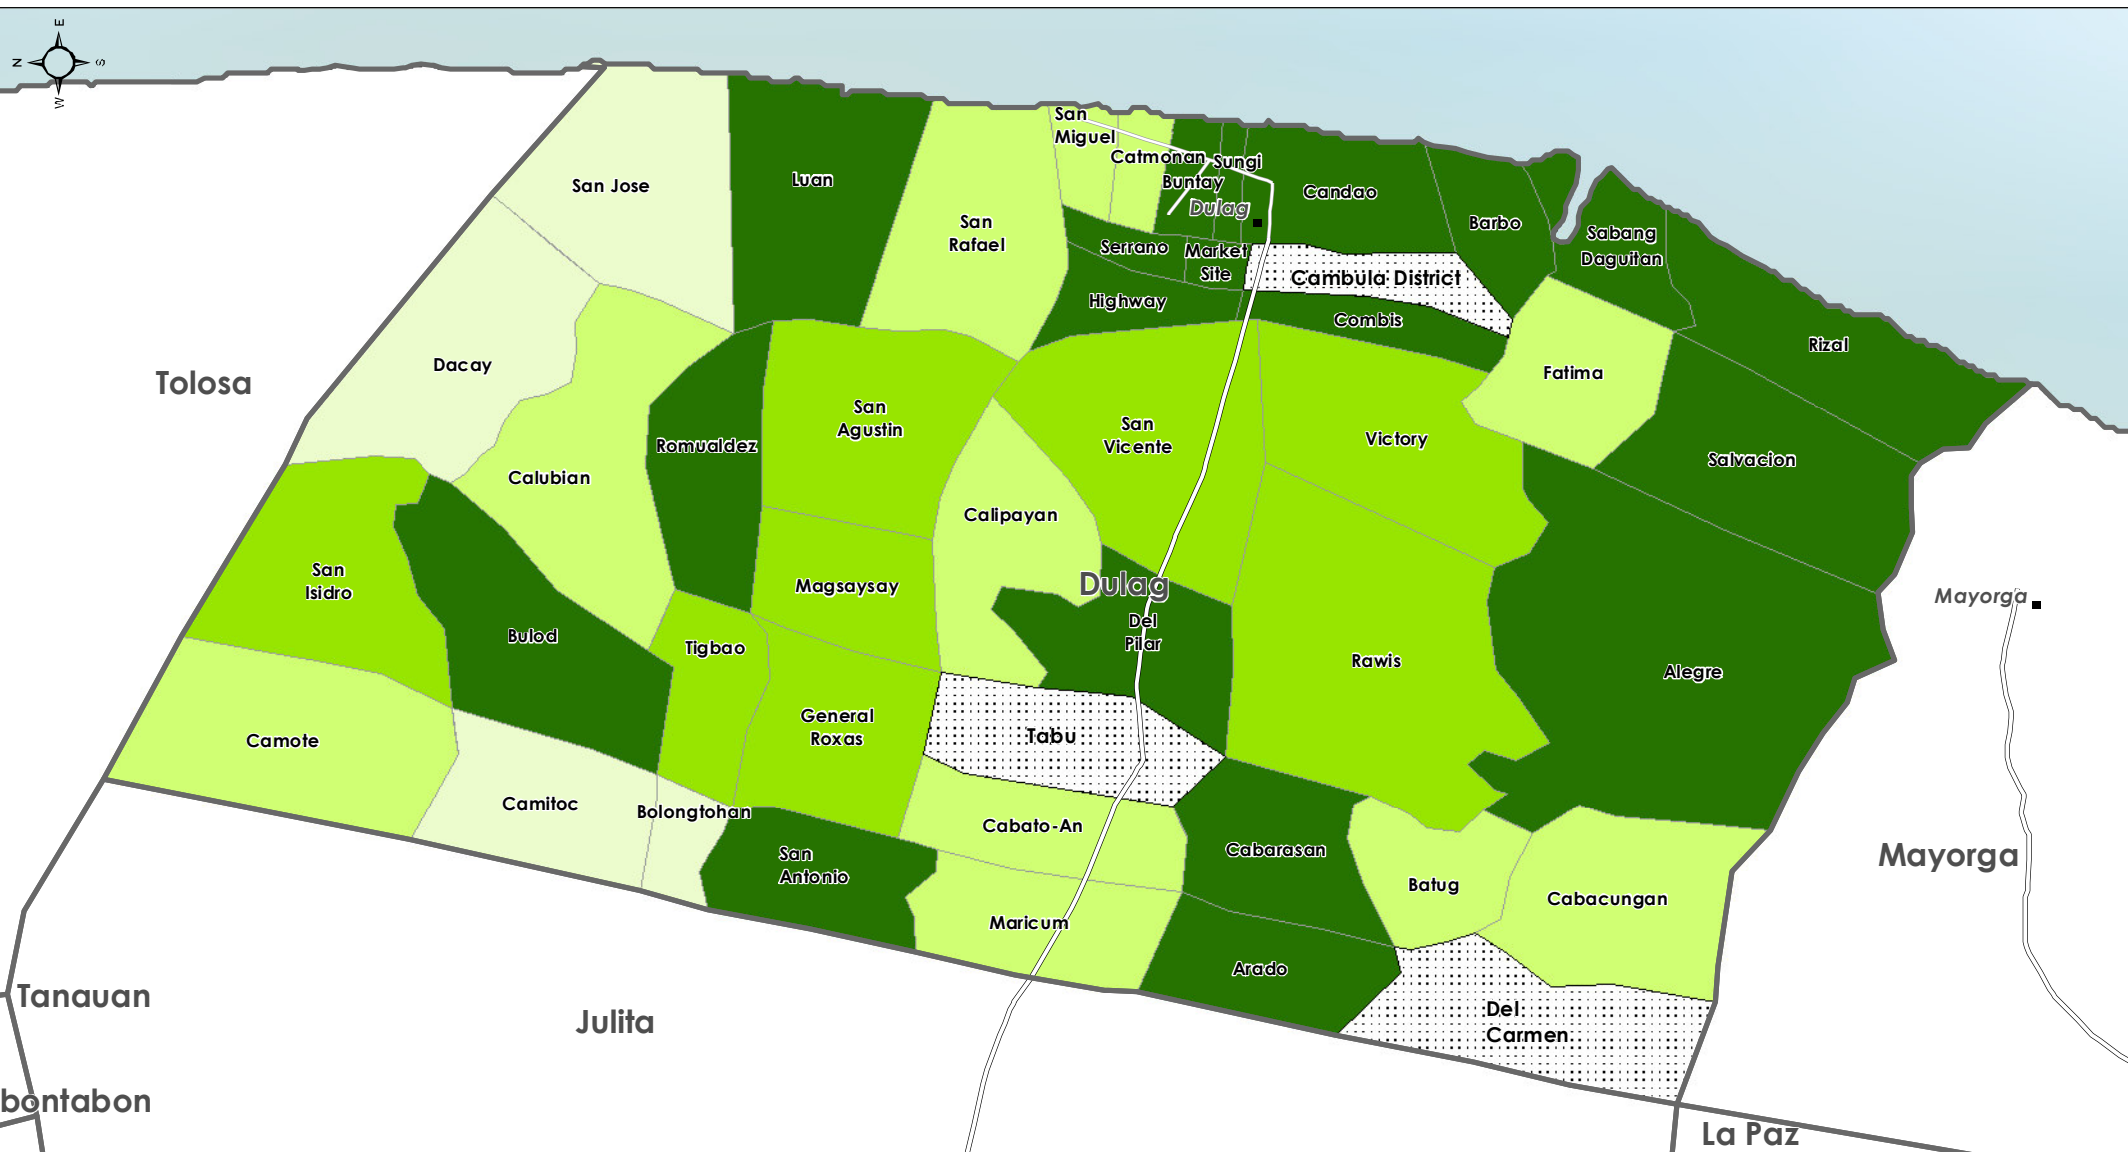 E
N
S
W
San
Miguel
Catmonan
Sungi
Buntay
Dulag
San Jose
Luan
Candao
San
Rafael
Barbo
Sabang
Daguitan
Serrano
Market
Site
Cambula District
Highway
Combis
Rizal
Tolosa
Dacay
Fatima
San
Agustin
San
Vicente
Victory
Romualdez
Salvacion
Calubian
Calipayan
San
Isidro
Magsaysay
Dulag
Mayorga
Bulod
Tigbao
Del
Pilar
Rawis
Alegre
General
Roxas
Camote
Tabu
Camitoc
Bolongtohan
Cabato-An
San
Antonio
Cabarasan
Mayorga
Batug
Cabacungan
Maricum
Arado
Tanauan
Julita
Del
Carmen
bontabon
La Paz